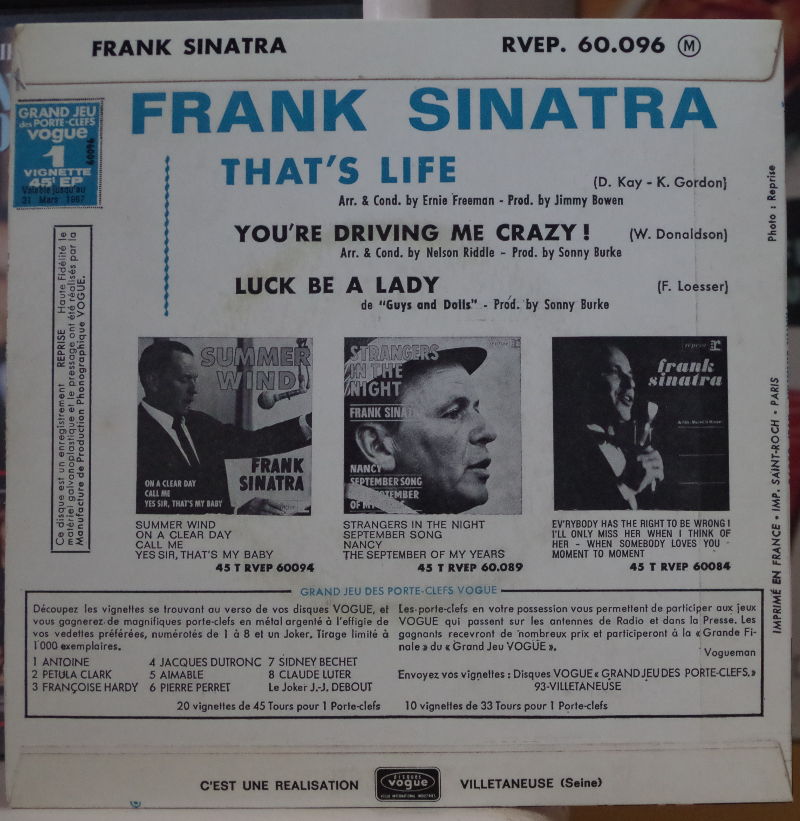 FRANK SINATRA
RVEP. 60.096 M
GRAND JEU
des PORTE-CLEFS
vogue
1
60096
VIGNETTE
45t EP
Valable jusqu'au
31 Mars 1967
FRANK SINATRA
THAT'S LIFE
(D. Kay - K. Gordon)
Arr. & Cond. by Ernie Freeman - Prod. by Jimmy Bowen
YOU'RE DRIVING ME CRAZY!
(W. Donaldson)
Arr. & Cond. by Nelson Riddle - Prod. by Sonny Burke
LUCK BE A LADY
(F. Loesser)
de "Guys and Dolls" - Prod. by Sonny Burke
Photo : Reprise
Ce disque est un enregistrement REPRISE Haute Fidélité le
matériel galvanoplastique et le pressage ont été réalisés par la
Manufacture de Production Phonographique VOGUE.
SUMMER
WIND
ON A CLEAR DAY
CALL ME
YES SIR, THAT'S MY BABY
FRANK
SINATRA
STRANGERS
IN THE
NIGHT
reprise
FRANK SINAT
NANCY
SEPTEMBER SONG
SEPTEMBER
OF MY
reprise
frank
sinatra
SUMMER WIND
ON A CLEAR DAY
CALL ME
YES SIR, THAT'S MY BABY
45 T RVEP 60094
STRANGERS IN THE NIGHT
SEPTEMBER SONG
NANCY
THE SEPTEMBER OF MY YEARS
45 T RVEP 60.089
EV'RYBODY HAS THE RIGHT TO BE WRONG !
I'LL ONLY MISS HER WHEN I THINK OF
HER - WHEN SOMEBODY LOVES YOU -
MOMENT TO MOMENT
45 T RVEP 60084
IMPRIMÉ EN FRANCE • IMP. SAINT-ROCH • PARIS
GRAND JEU DES PORTE-CLEFS VOGUE
Découpez les vignettes se trouvant au verso de vos disques VOGUE, et
vous gagnerez de magnifiques porte-clefs en métal argenté à l'effigie de
vos vedettes préférées, numérotés de 1 à 8 et un Joker. Tirage limité à
1'000 exemplaires.
1 ANTOINE
2 PETULA CLARK
3 FRANÇOISE HARDY
4 JACQUES DUTRONC
5 AIMABLE
6 PIERRE PERRET
7 SIDNEY BECHET
8 CLAUDE LUTER
Le Joker J.-J. DEBOUT
20 vignettes de 45 Tours pour 1 Porte-clefs
Les porte-clefs en votre possession vous permettent de participer aux jeux
VOGUE qui passent sur les antennes de Radio et dans la Presse. Les
gagnants recevront de nombreux prix et participeront à la « Grande Fi-
nale » du « Grand Jeu VOGUE ».
Vogueman
Envoyez vos vignettes : Disques VOGUE « GRAND JEU DES PORTE-CLEFS. »
93-VILLETANEUSE
10 vignettes de 33 Tours pour 1 Porte-clefs
C'EST UNE REALISATION
disques
vogue
VOGUE INTERNATIONAL INDUSTRIES
VILLETANEUSE (Seine)